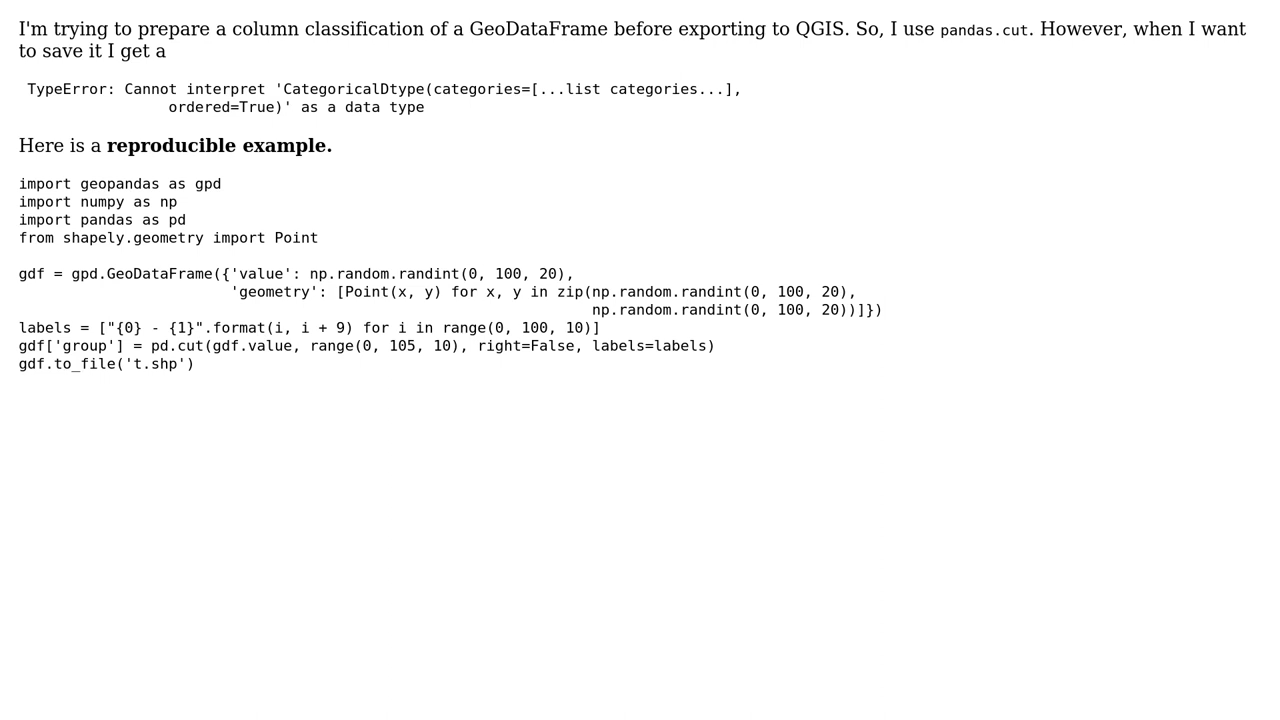 I'm trying to prepare a column classification of a GeoDataFrame before exporting to QGIS. So, I use pandas.cut. However, when I want
to save it I get a
TypeError: Cannot interpret 'CategoricalDtype(categories=[...list categories...],
ordered=True)' as a data type
Here is a reproducible example.
import geopandas as gpd
import numpy as np
import pandas as pd
from shapely.geometry import Point
gdf = gpd.GeoDataFrame({'value': np.random.randint(0, 100, 20),
'geometry': [Point(x, y) for x, y in zip(np.random.randint(0, 100, 20),
np.random.randint(0, 100, 20))]})
labels = ["{0} - {1}".format(i, i + 9) for i in range(0, 100, 10)]
gdf['group'] = pd.cut(gdf.value, range(0, 105, 10), right=False, labels=labels)
gdf.to_file('t.shp')